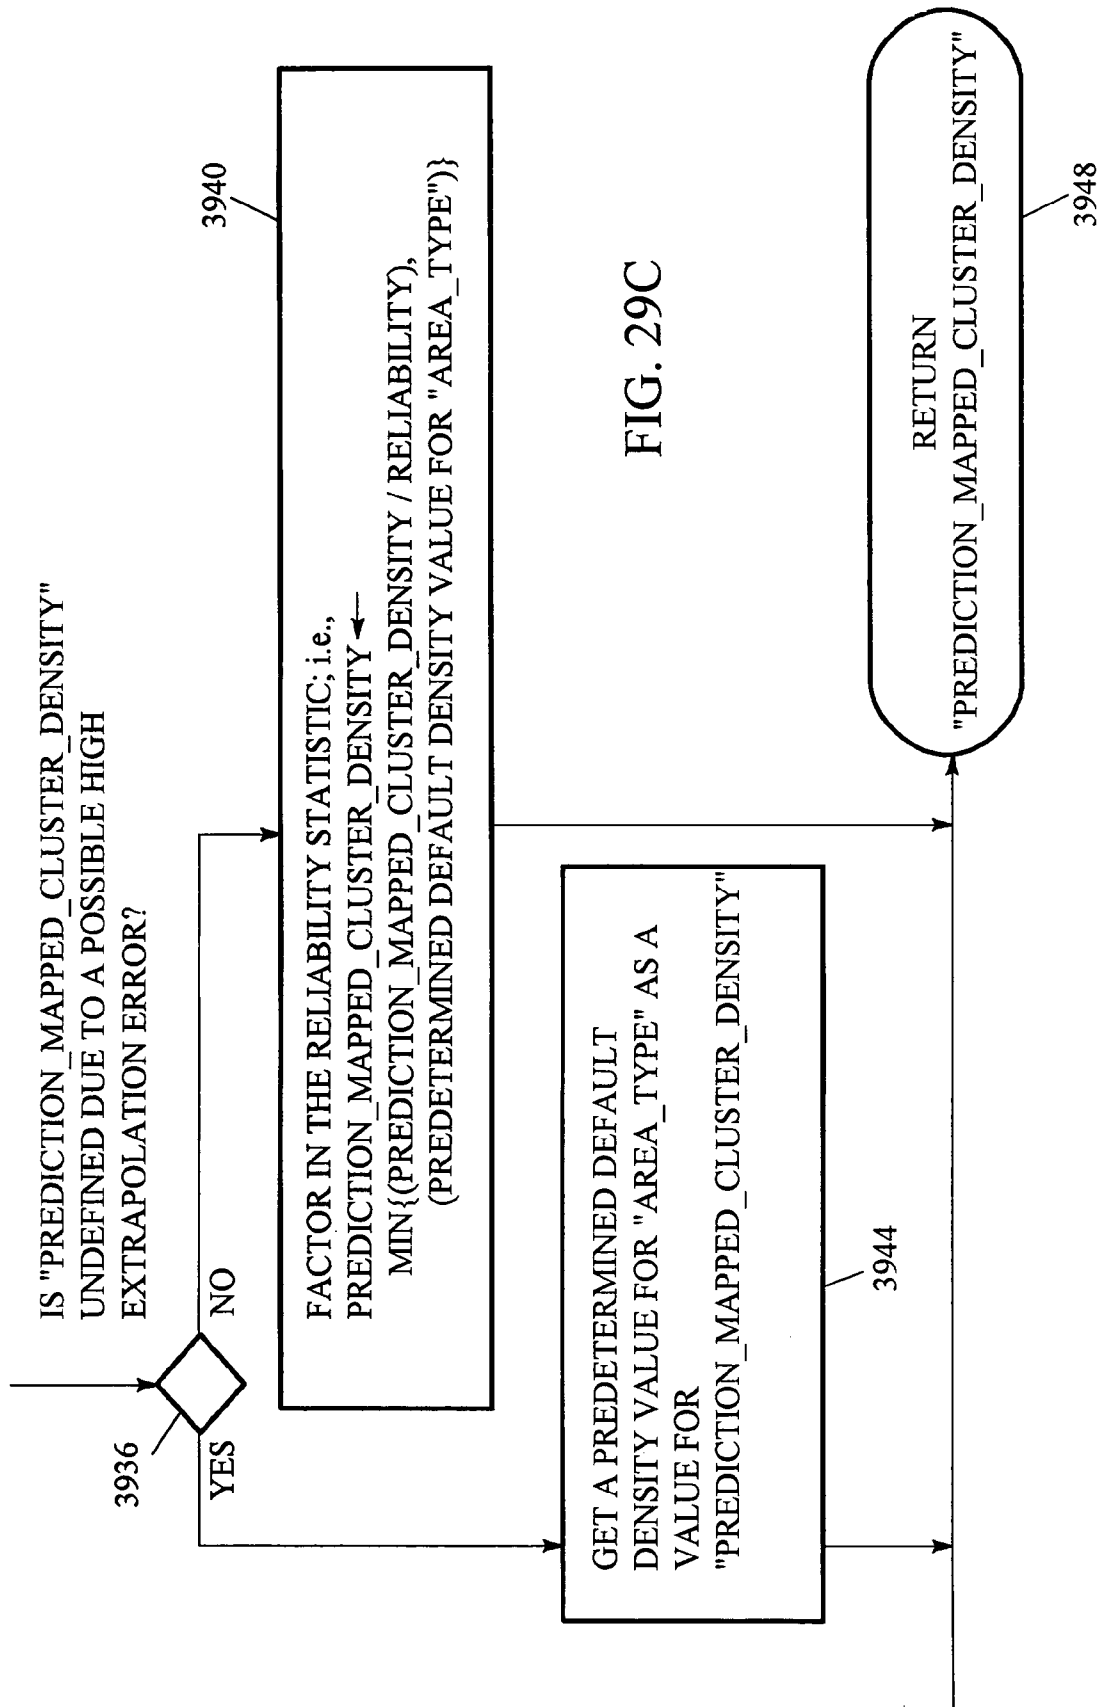 IS "PREDICTION_MAPPED_CLUSTER_DENSITY"
UNDEFINED DUE TO A POSSIBLE HIGH
EXTRAPOLATION ERROR?
3936
YES
NO
3940
FACTOR IN THE RELIABILITY STATISTIC; i.e.,
PREDICTION_MAPPED_CLUSTER_DENSITY ←
MIN{(PREDICTION_MAPPED_CLUSTER_DENSITY / RELIABILITY),
(PREDETERMINED DEFAULT DENSITY VALUE FOR "AREA_TYPE")}
GET A PREDETERMINED DEFAULT
DENSITY VALUE FOR "AREA_TYPE" AS A
VALUE FOR
"PREDICTION_MAPPED_CLUSTER_DENSITY"
3944
FIG. 29C
RETURN
"PREDICTION_MAPPED_CLUSTER_DENSITY"
3948